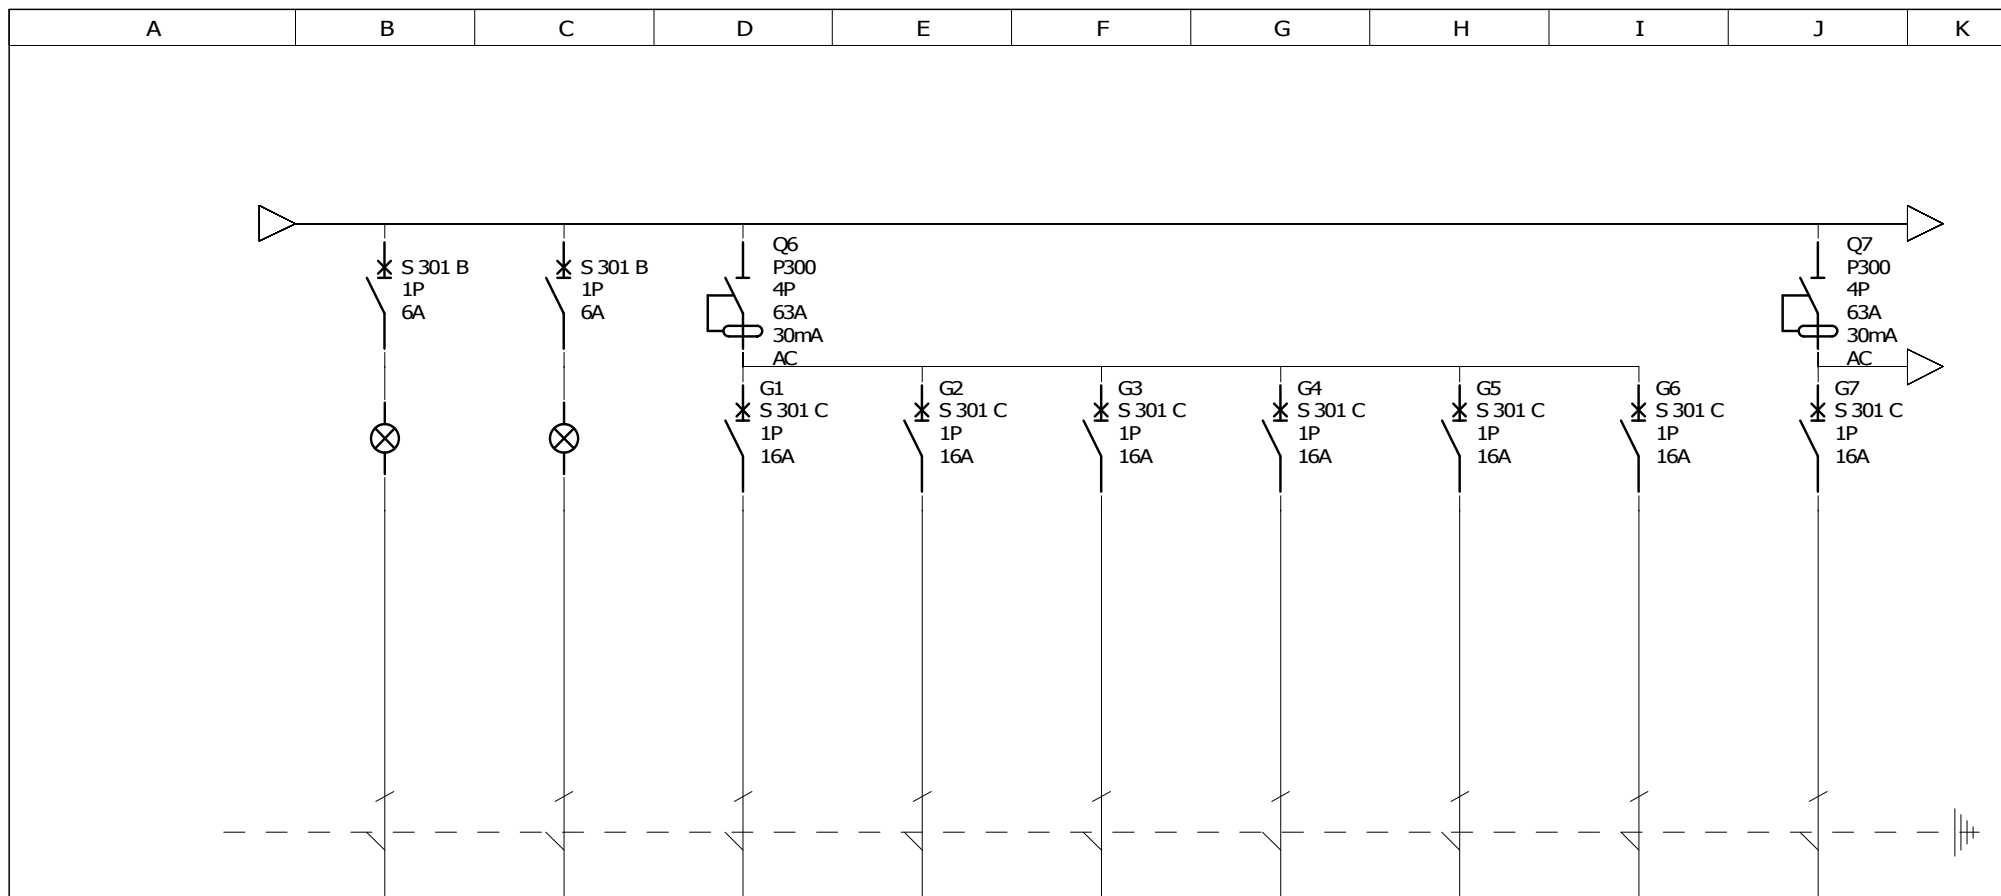 A B C D E F G H I J K
S 301 B
1P
6A
S 301 B
1P
6A
Q6
P300
4P
63A
30mA
AC
Q7
P300
4P
63A
30mA
AC
G1
S 301 C
1P
16A
G2
S 301 C
1P
16A
G3
S 301 C
1P
16A
G4
S 301 C
1P
16A
G5
S 301 C
1P
16A
G6
S 301 C
1P
16A
G7
S 301 C
1P
16A